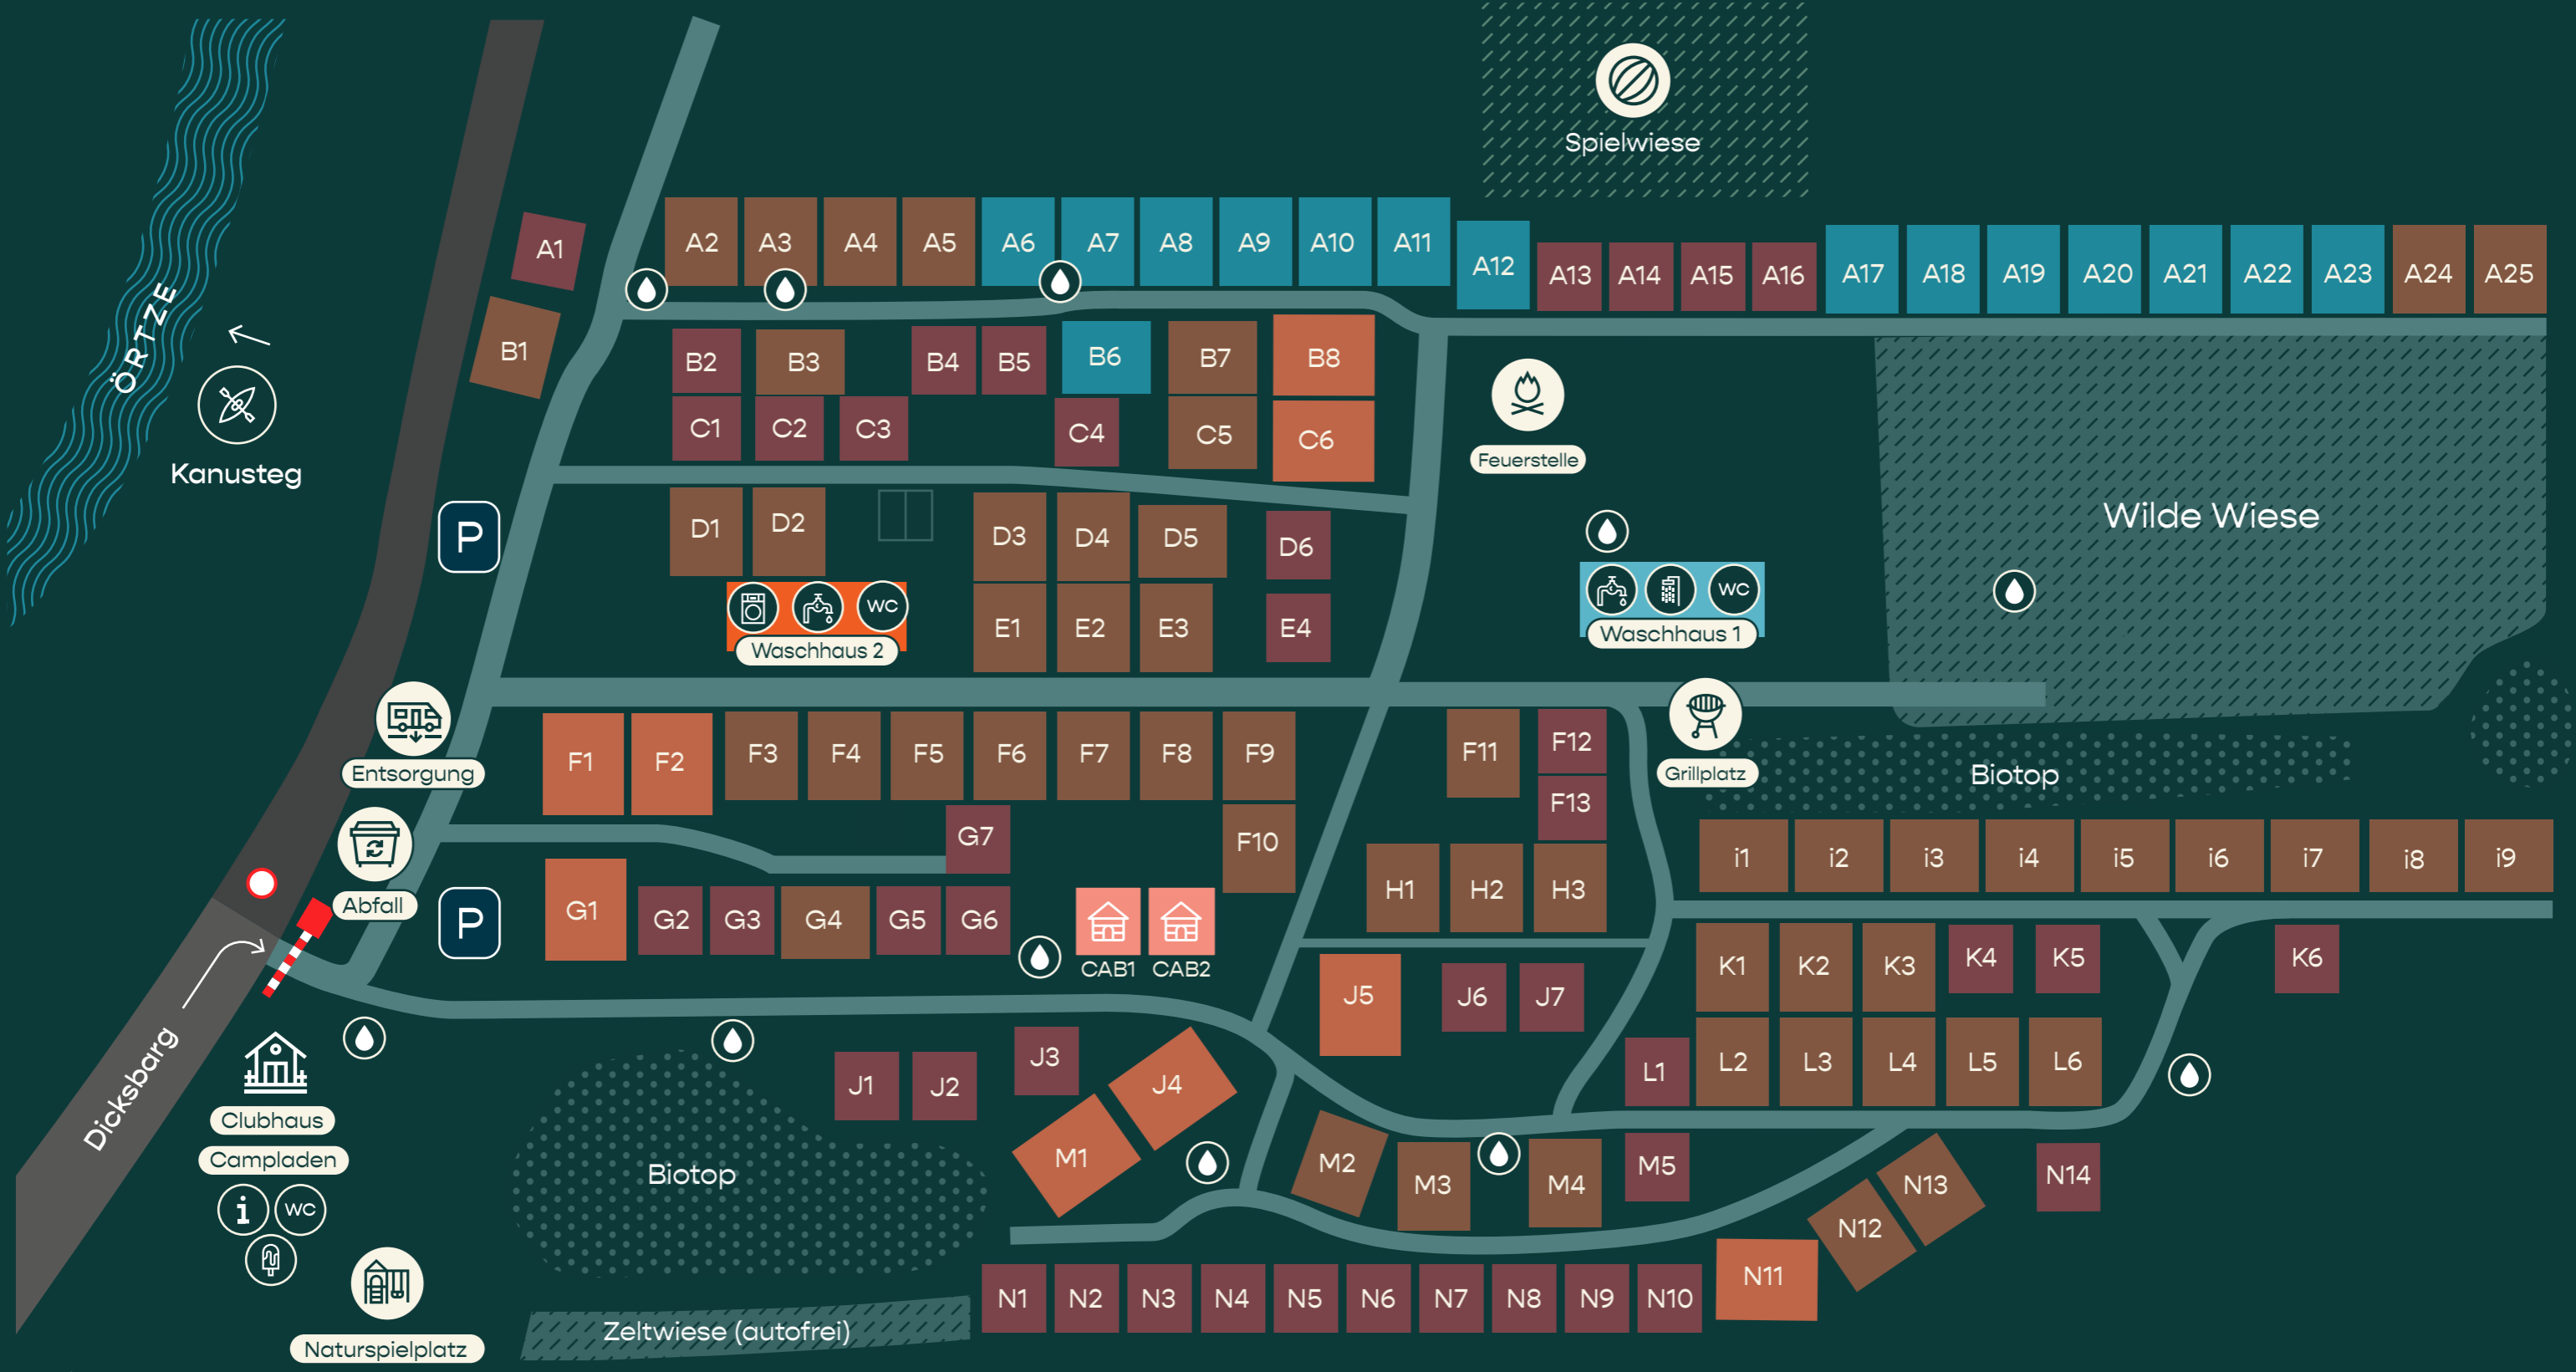 Spielwiese
A1
A2
A3
A4
A5
A6
A7
A8
A9
A10
A11
A12
A13
A14
A15
A16
A17
A18
A19
A20
A21
A22
A23
A24
A25
ÖRTZE
Kanusteg
B1
B2
B3
B4
B5
B6
B7
B8
C1
C2
C3
C4
C5
C6
Feuerstelle
Wilde Wiese
P
D1
D2
D3
D4
D5
D6
WC
Waschhaus 2
E1
E2
E3
E4
WC
Waschhaus 1
Entsorgung
F1
F2
F3
F4
F5
F6
F7
F8
F9
F10
F11
F12
F13
Grillplatz
Biotop
Abfall
P
G1
G2
G3
G4
G5
G6
G7
CAB1
CAB2
H1
H2
H3
i1
i2
i3
i4
i5
i6
i7
i8
i9
Dicksbarg
J1
J2
J3
J4
J5
J6
J7
K1
K2
K3
K4
K5
K6
L1
L2
L3
L4
L5
L6
Clubhaus
Campladen
i
WC
Naturspielplatz
Biotop
M1
M2
M3
M4
M5
Zeltwiese (autofrei)
N1
N2
N3
N4
N5
N6
N7
N8
N9
N10
N11
N12
N13
N14